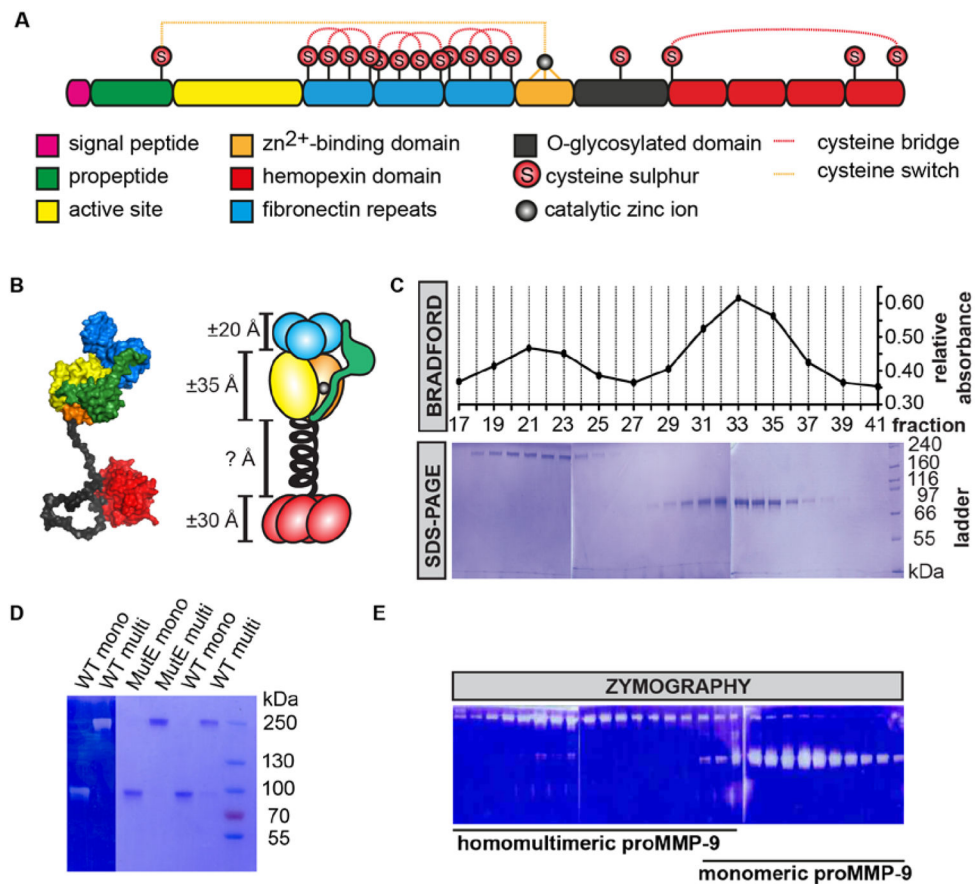 A
S S S S S S S S S S S S S S S S S
signal peptide
propeptide
active site
zn2+-binding domain
hemopexin domain
fibronectin repeats
O-glycosylated domain
S cysteine sulphur
catalytic zinc ion
cysteine bridge
cysteine switch
B
±20 Å
±35 Å
? Å
±30 Å
C
BRADFORD
0.60
0.50
0.40
0.30
relative
absorbance
17 19 21 23 25 27 29 31 33 35 37 39 41 fraction
SDS-PAGE
240
160
116
97
66
55
kDa
ladder
D
WT mono
WT multi
MutE mono
MutE multi
WT mono
WT multi
kDa
250
130
100
70
55
E
ZYMOGRAPHY
homomultimeric proMMP-9
monomeric proMMP-9